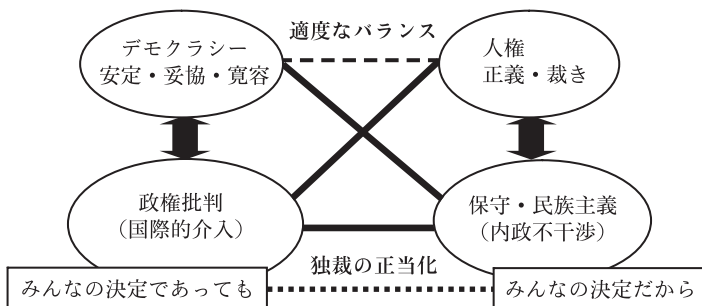 適度なバランス
デモクラシー
安定・妥協・寛容
人権
正義・裁き
政権批判
（国際的介入）
保守・民族主義
（内政不干渉）
独裁の正当化
みんなの決定であっても
みんなの決定だから